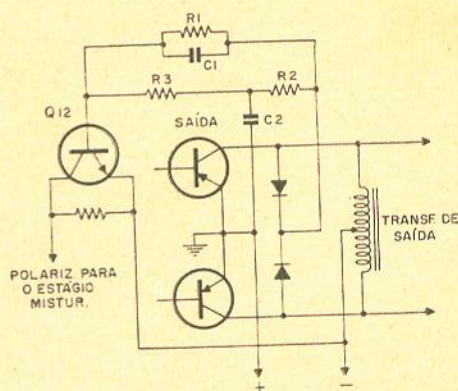 R1
C1
R3
R2
Q12
SAÍDA
C2
TRANSF. DE
SAÍDA
POLARIZ. PARA
O ESTÁGIO
MISTUR.
+
−